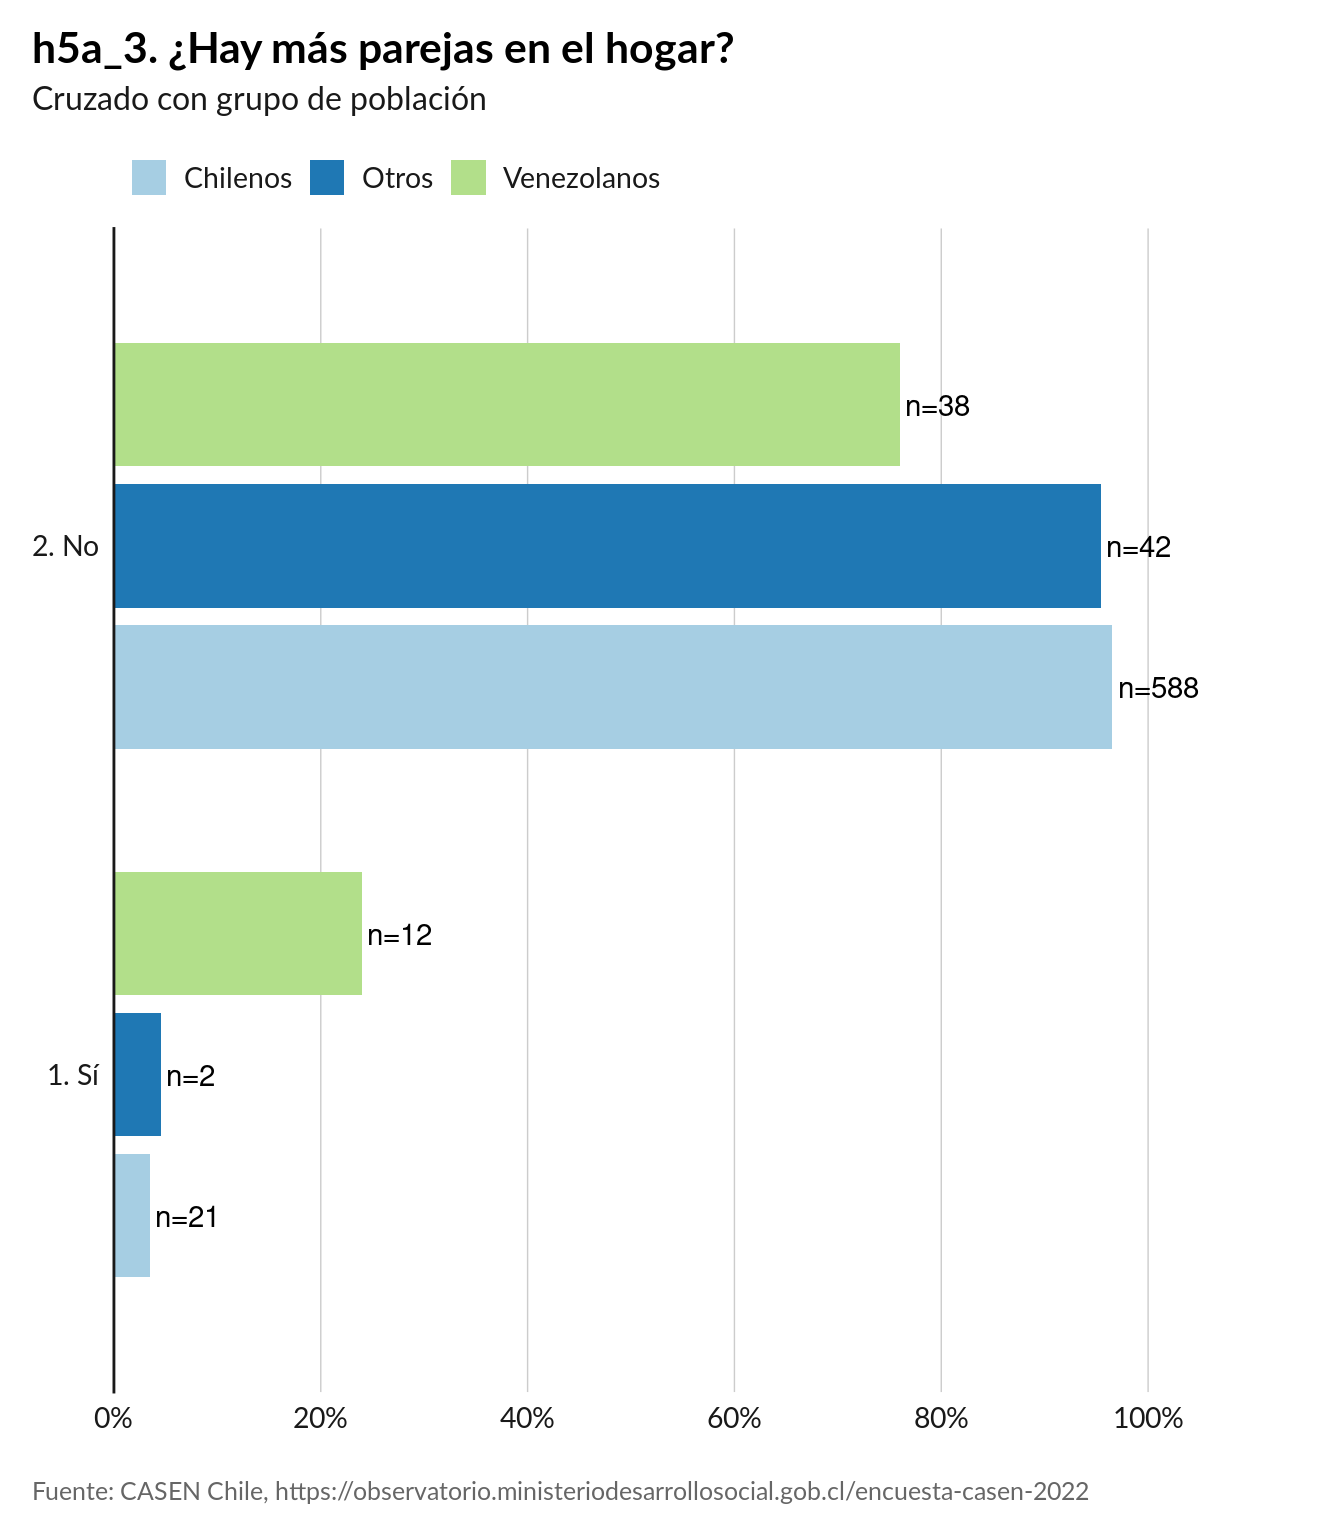 h5a_3. ¿Hay más parejas en el hogar?
Cruzado con grupo de población
Chilenos Otros Venezolanos
n=38
2. No n=42
n=588
n=12
1. Sí n=2
n=21
0% 20% 40% 60% 80% 100%
Fuente: CASEN Chile, https://observatorio.ministeriodesarrollosocial.gob.cl/encuesta-casen-2022